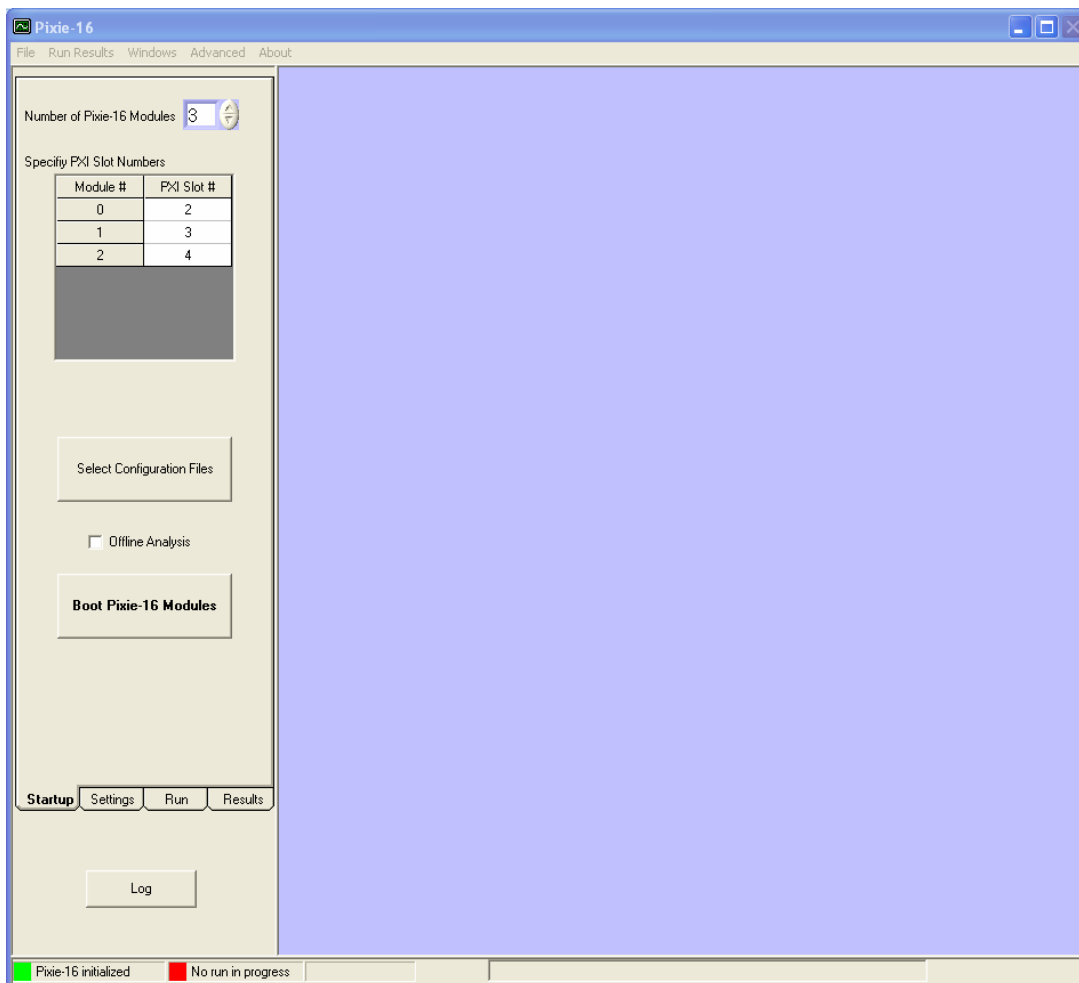 Pixie-16
File Run Results Windows Advanced About
Number of Pixie-16 Modules 3
Specifiy PXI Slot Numbers
Module # PXI Slot #
0 2
1 3
2 4
Select Configuration Files
Offline Analysis
Boot Pixie-16 Modules
Startup Settings Run Results
Log
Pixie-16 initialized No run in progress